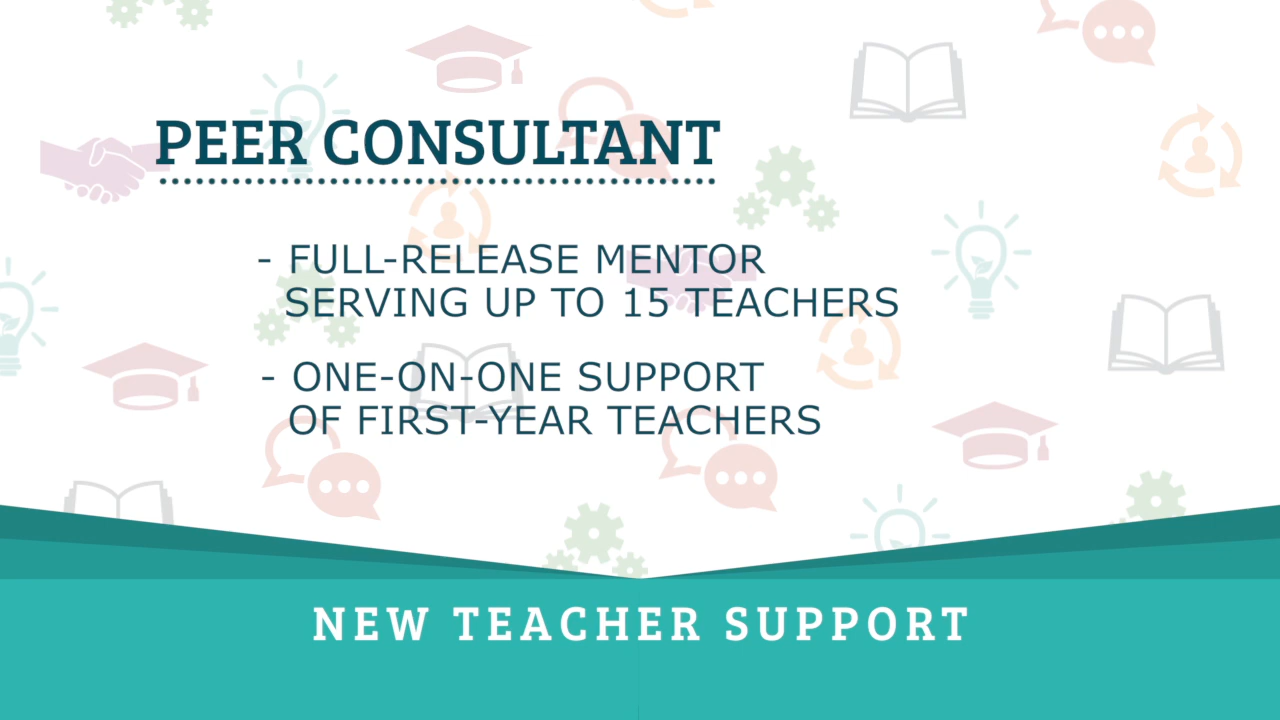 PEER CONSULTANT
- FULL-RELEASE MENTOR
SERVING UP TO 15 TEACHERS
- ONE-ON-ONE SUPPORT
OF FIRST-YEAR TEACHERS
NEW TEACHER SUPPORT